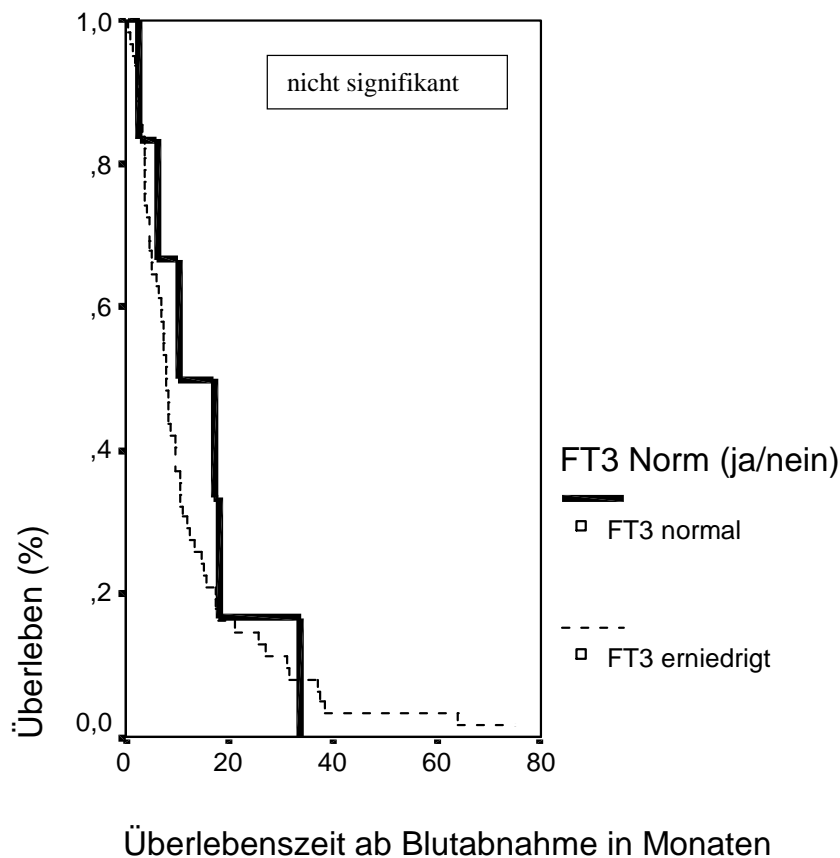 1,0
nicht signifikant
,8
,6
,4
,2
0,0
Überleben (%)
0 20 40 60 80
Überlebenszeit ab Blutabnahme in Monaten
FT3 Norm (ja/nein)
FT3 normal
FT3 erniedrigt